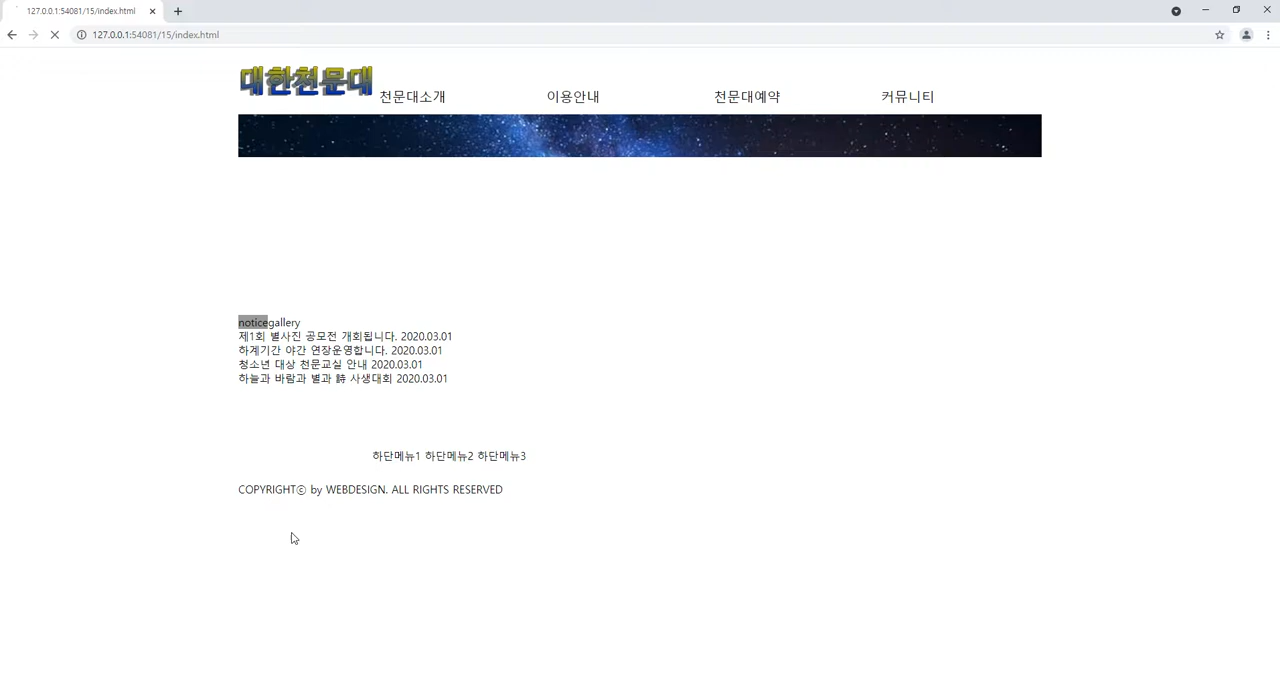 127.0.0.1:54081/15/index.html
127.0.0.1:54081/15/index.html
대한천문대
천문대소개 이용안내 천문대예약 커뮤니티
noticegallery
제1회 별사진 공모전 개회됩니다. 2020.03.01
하계기간 야간 연장운영합니다. 2020.03.01
청소년 대상 천문교실 안내 2020.03.01
하늘과 바람과 별과 詩 사생대회 2020.03.01
하단메뉴1 하단메뉴2 하단메뉴3
COPYRIGHTⓒ by WEBDESIGN. ALL RIGHTS RESERVED